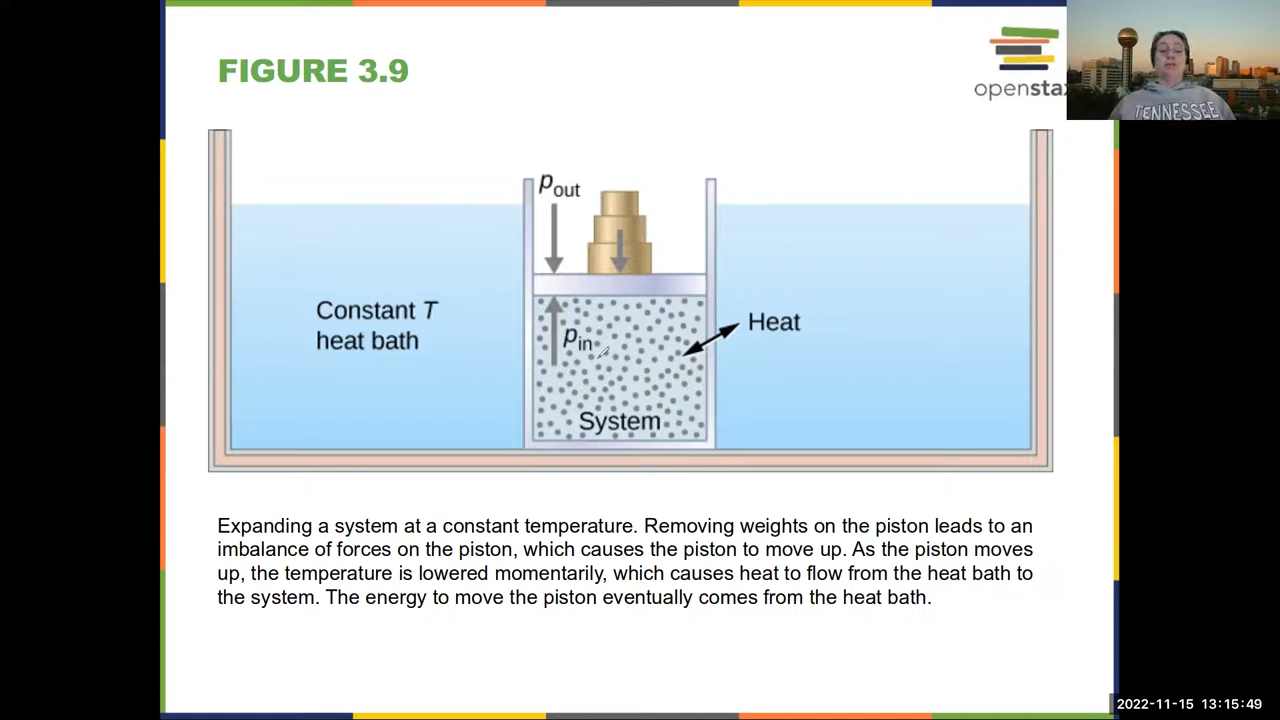 FIGURE 3.9
openstax
TENNESSEE
pout
Constant T
heat bath
pin
Heat
System
Expanding a system at a constant temperature. Removing weights on the piston leads to an
imbalance of forces on the piston, which causes the piston to move up. As the piston moves
up, the temperature is lowered momentarily, which causes heat to flow from the heat bath to
the system. The energy to move the piston eventually comes from the heat bath.
2022-11-15 13:15:49